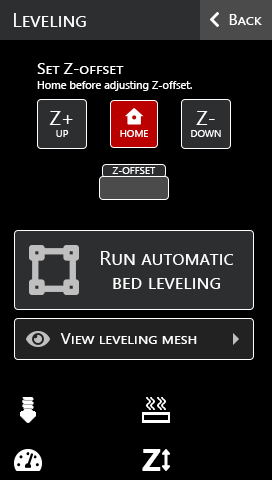 Leveling
Back
Set Z-offset
Home before adjusting Z-offset.
Z+
UP
HOME
Z-
DOWN
Z-OFFSET
Run automatic
bed leveling
View leveling mesh
Z